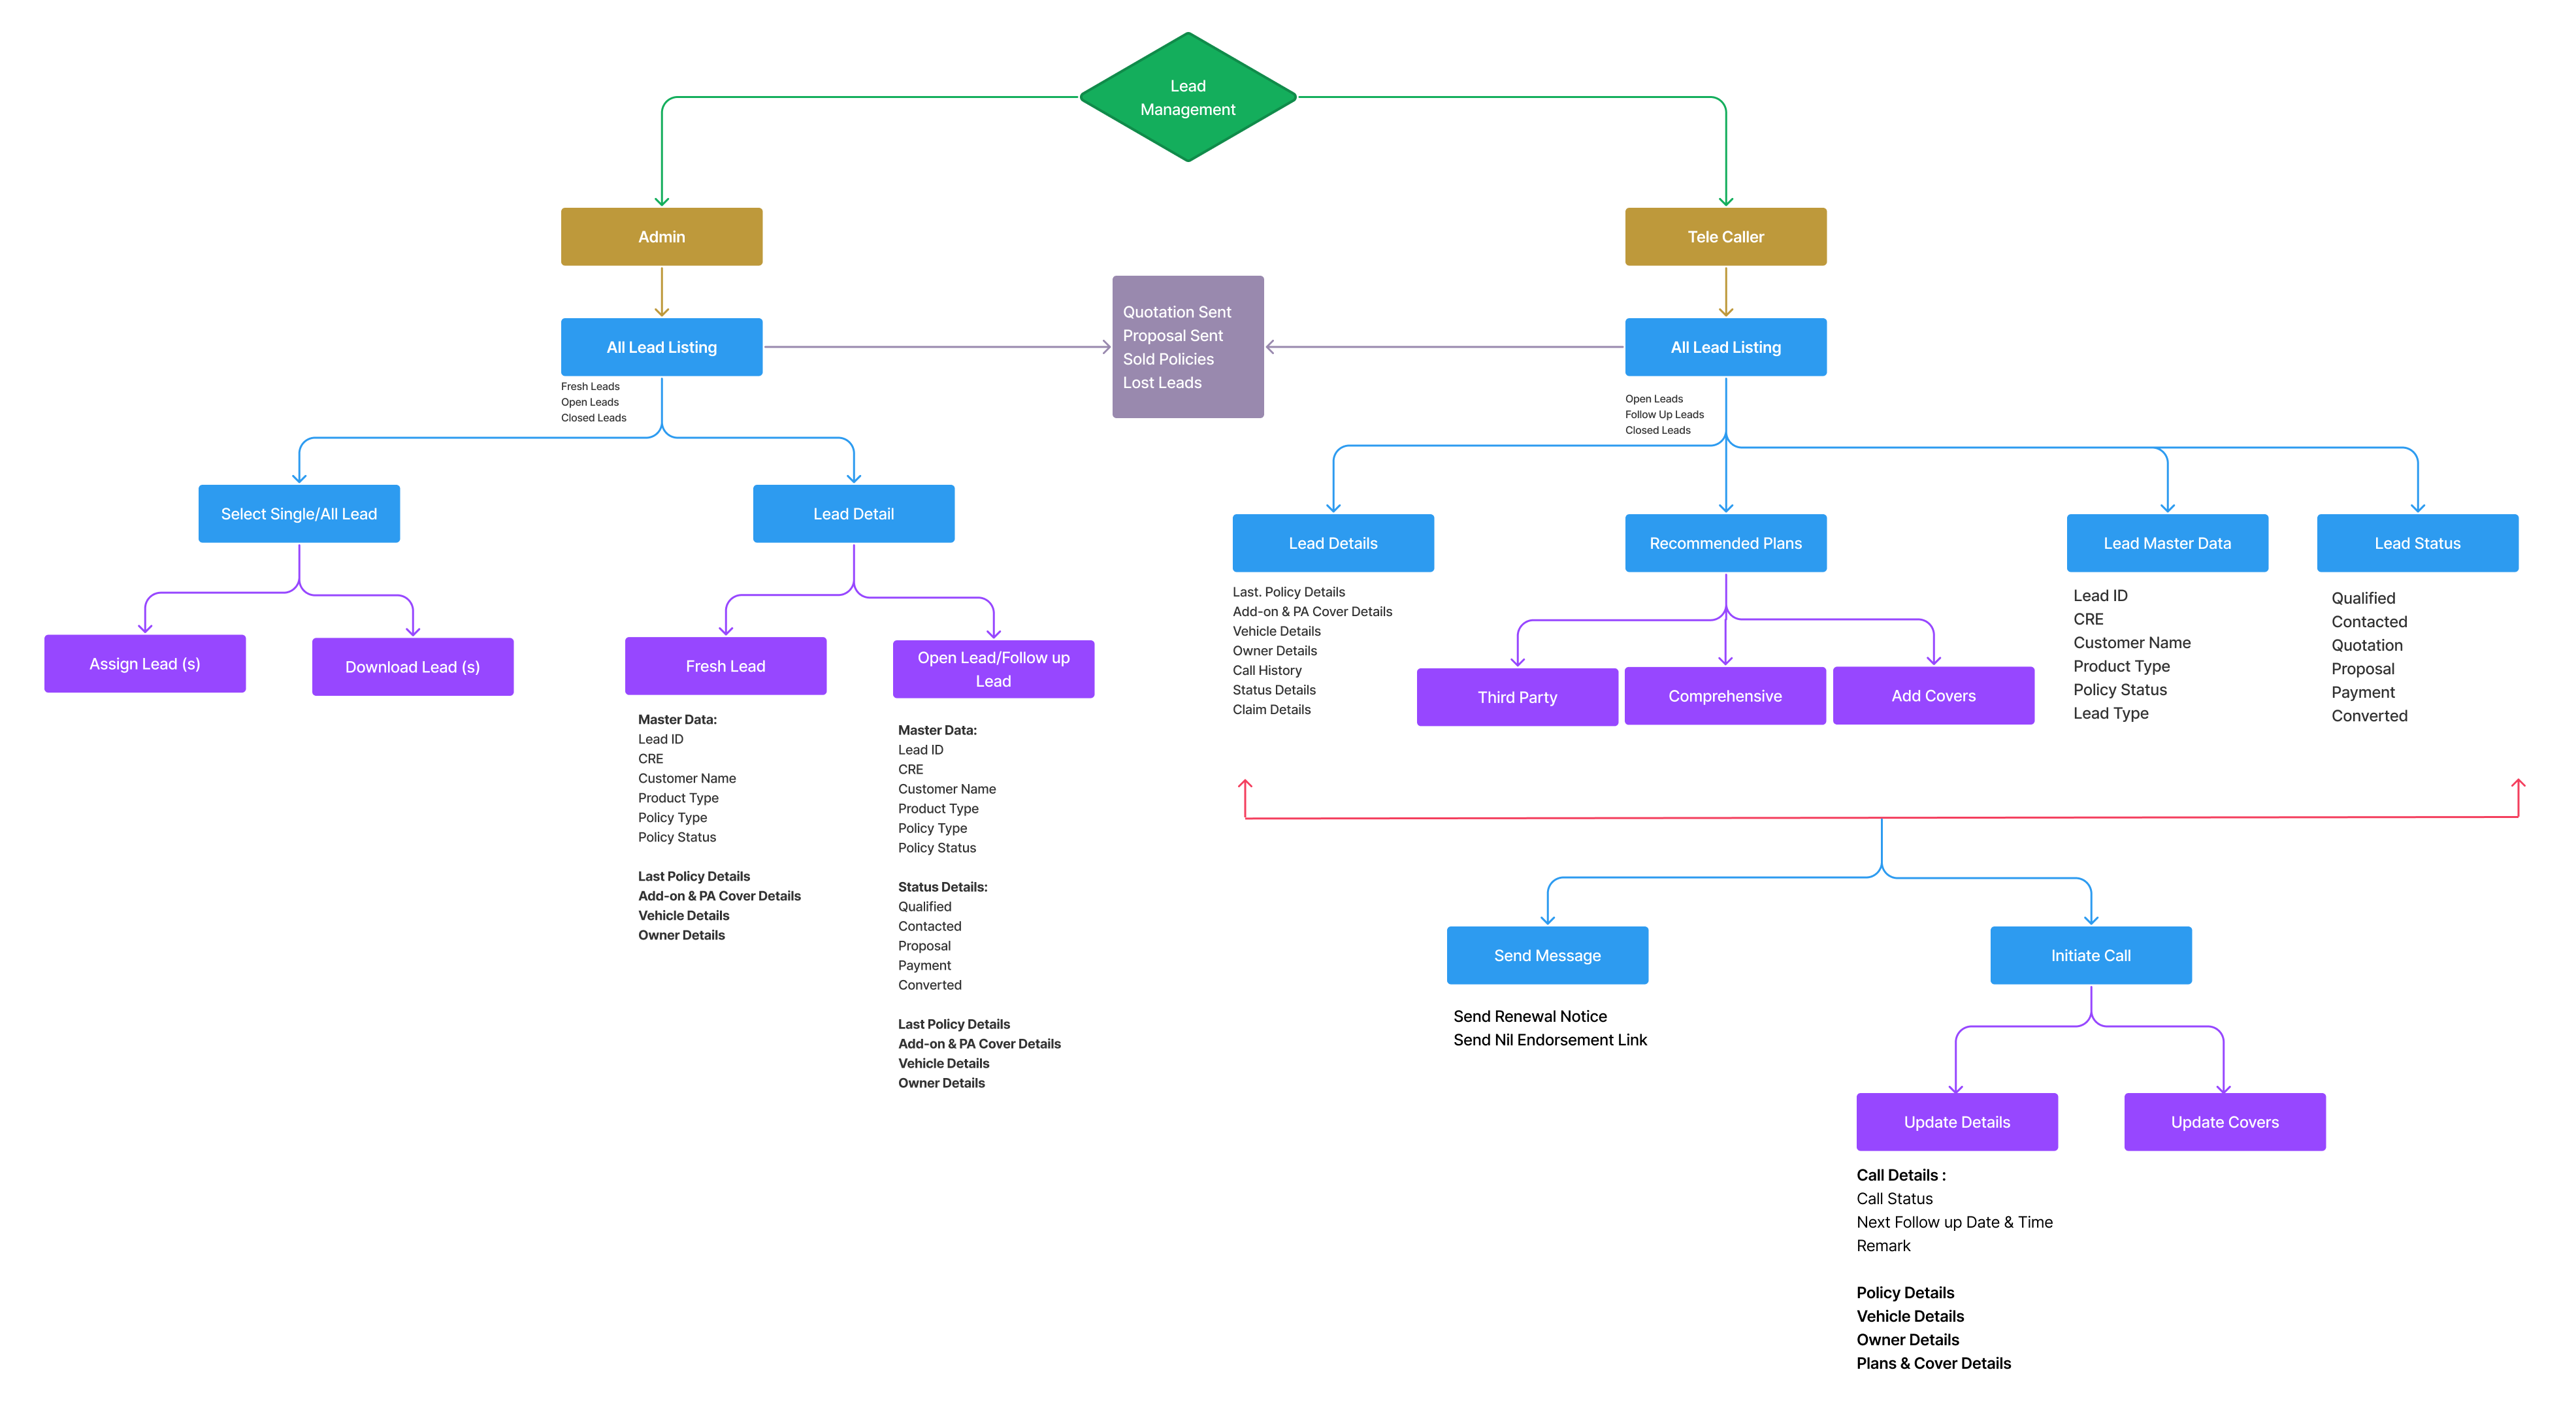 Lead
Management
Admin
Tele Caller
All Lead Listing
Fresh Leads
Open Leads
Closed Leads
Quotation Sent
Proposal Sent
Sold Policies
Lost Leads
All Lead Listing
Open Leads
Follow Up Leads
Closed Leads
Select Single/All Lead
Lead Detail
Assign Lead (s)
Download Lead (s)
Fresh Lead
Master Data:
Lead ID
CRE
Customer Name
Product Type
Policy Type
Policy Status
Last Policy Details
Add-on & PA Cover Details
Vehicle Details
Owner Details
Open Lead/Follow up
Lead
Master Data:
Lead ID
CRE
Customer Name
Product Type
Policy Type
Policy Status
Status Details:
Qualified
Contacted
Proposal
Payment
Converted
Last Policy Details
Add-on & PA Cover Details
Vehicle Details
Owner Details
Lead Details
Last. Policy Details
Add-on & PA Cover Details
Vehicle Details
Owner Details
Call History
Status Details
Claim Details
Recommended Plans
Third Party
Comprehensive
Add Covers
Lead Master Data
Lead ID
CRE
Customer Name
Product Type
Policy Status
Lead Type
Lead Status
Qualified
Contacted
Quotation
Proposal
Payment
Converted
Send Message
Send Renewal Notice
Send Nil Endorsement Link
Initiate Call
Update Details
Update Covers
Call Details :
Call Status
Next Follow up Date & Time
Remark
Policy Details
Vehicle Details
Owner Details
Plans & Cover Details